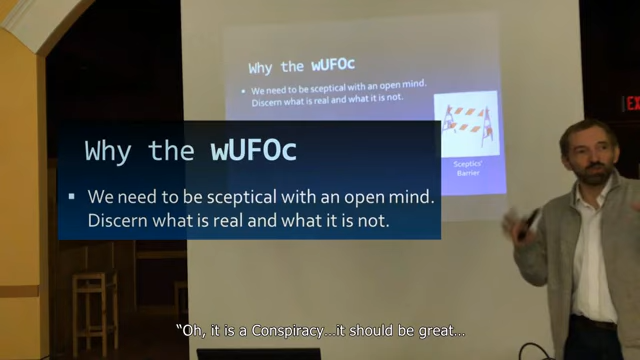 Why the wUFOc
• We need to be sceptical with an open mind.
Discern what is real and what it is not.
Sceptics'
Barrier
EX
Why the wUFOc
▪ We need to be sceptical with an open mind.
Discern what is real and what it is not.
“Oh, it is a Conspiracy...it should be great...